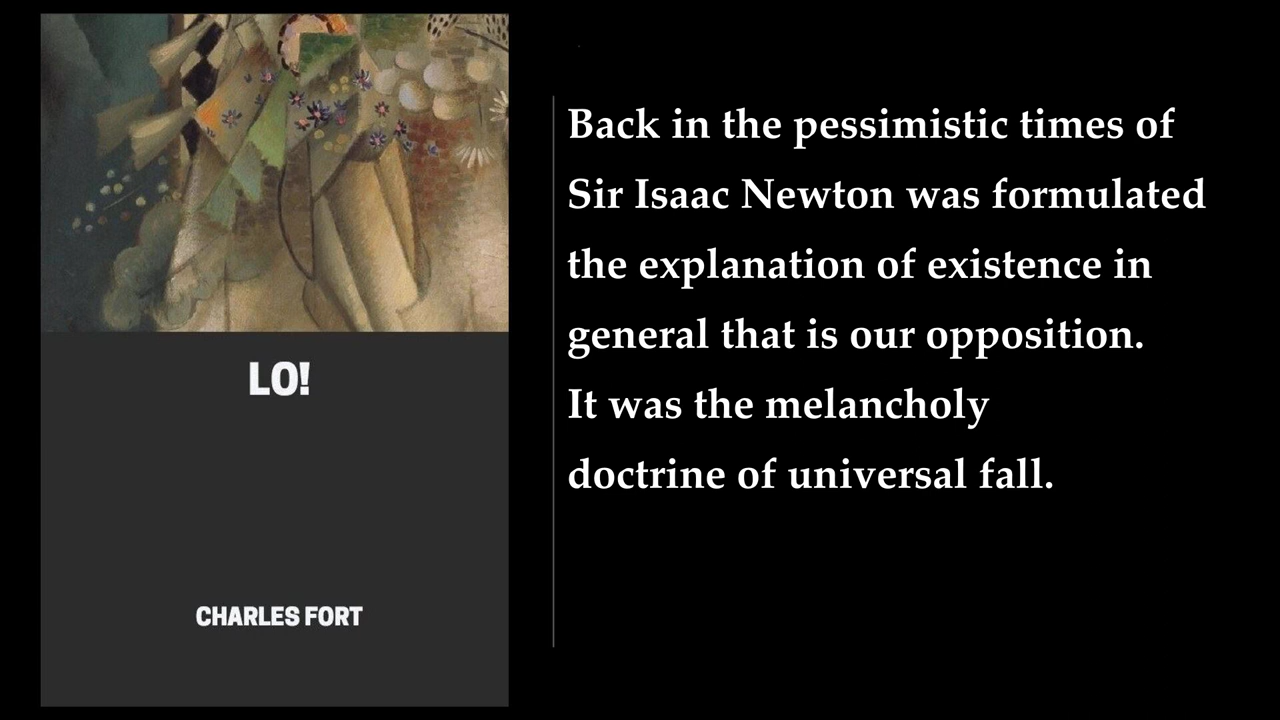 LO!
CHARLES FORT
Back in the pessimistic times of
Sir Isaac Newton was formulated
the explanation of existence in
general that is our opposition.
It was the melancholy
doctrine of universal fall.